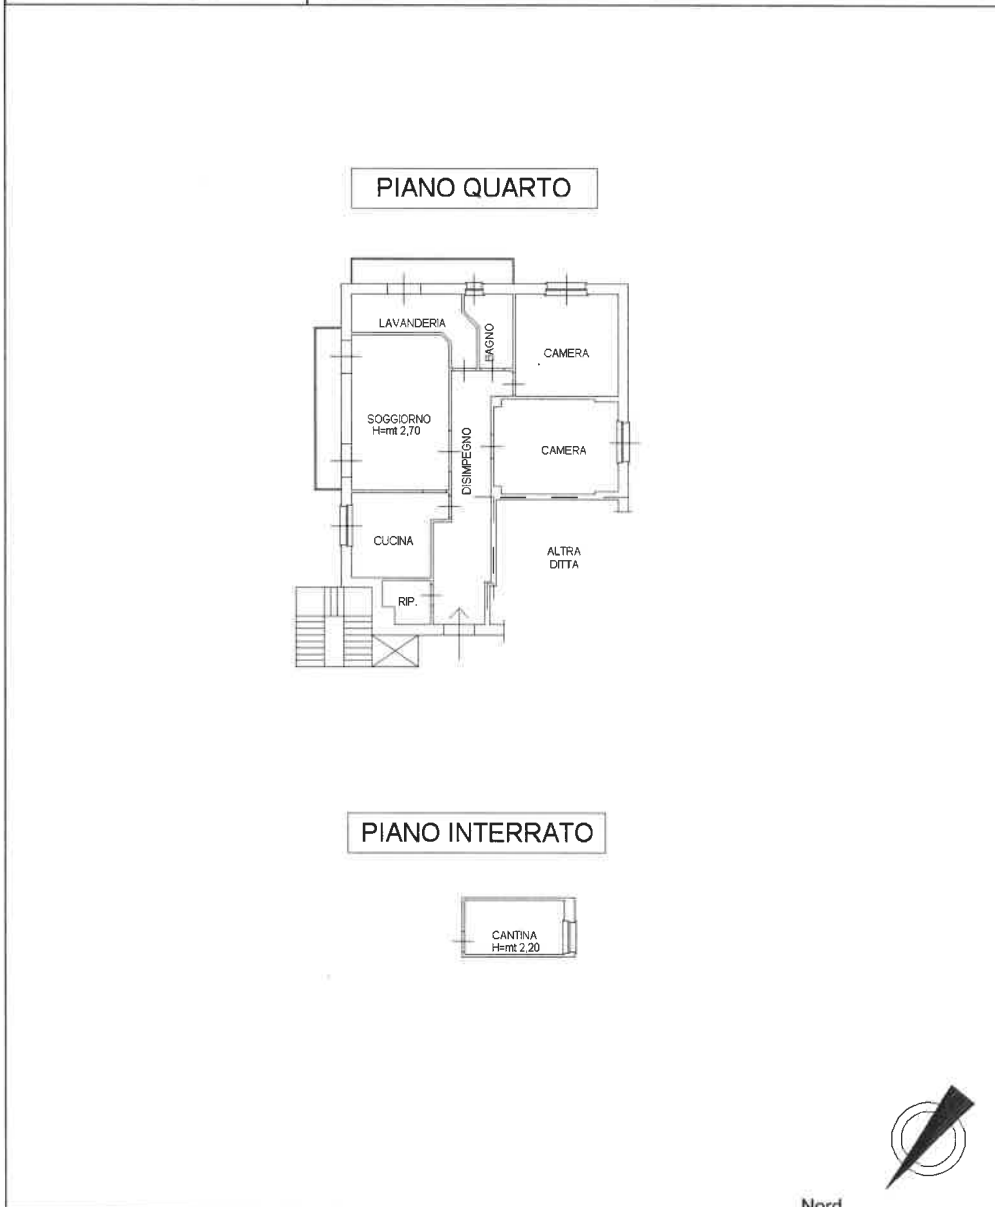 PIANO QUARTO
LAVANDERIA
BAGNO
CAMERA
SOGGIORNO
H=mt 2,70
DISIMPEGNO
CAMERA
CUCINA
ALTRA
DITTA
RIP.
PIANO INTERRATO
CANTINA
H=mt 2,20
Nord